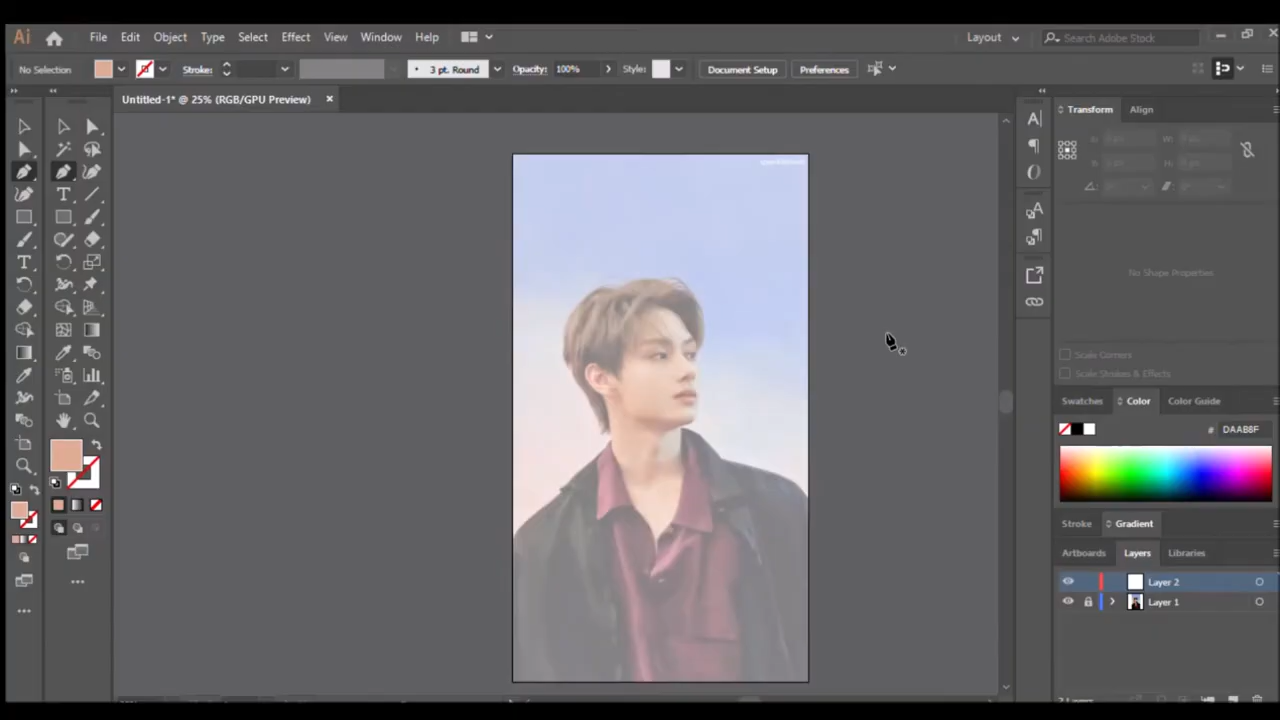 Ai File Edit Object Type Select Effect View Window Help Layout Search Adobe Stock
No Selection Stroke: 3 pt. Round Opacity: 100% Style: Document Setup Preferences
Untitled-1* @ 25% (RGB/GPU Preview) ×
Transform Align
X: W:
Y: H:
No Shape Properties
Scale Corners
Scale Strokes & Effects
Swatches Color Color Guide
# DAAB8F
Stroke Gradient
Artboards Layers Libraries
Layer 2
Layer 1